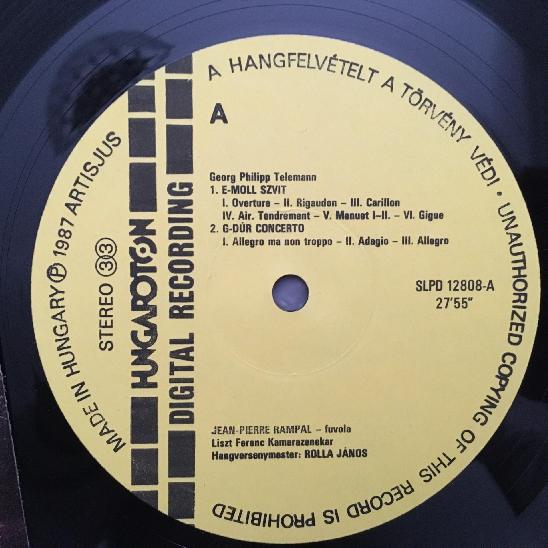 A HANGFELVÉTELT A TÖRVÉNY VÉDI • UNAUTHORIZED COPYING OF THIS RECORD IS PROHIBITED
MADE IN HUNGARY Ⓟ 1987 ARTISJUS
STEREO 33
HUNGAROTON
DIGITAL RECORDING
A
Georg Philipp Telemann
1. E-MOLL SZVIT
I. Overture – II. Rigaudon – III. Carillon
IV. Air. Tendrement – V. Menuet I–II. – VI. Gigue
2. G-DÚR CONCERTO
I. Allegro ma non troppo – II. Adagio – III. Allegro
SLPD 12808-A
27'55"
JEAN-PIERRE RAMPAL – fuvola
Liszt Ferenc Kamarazenekar
Hangversenymester: ROLLA JÁNOS